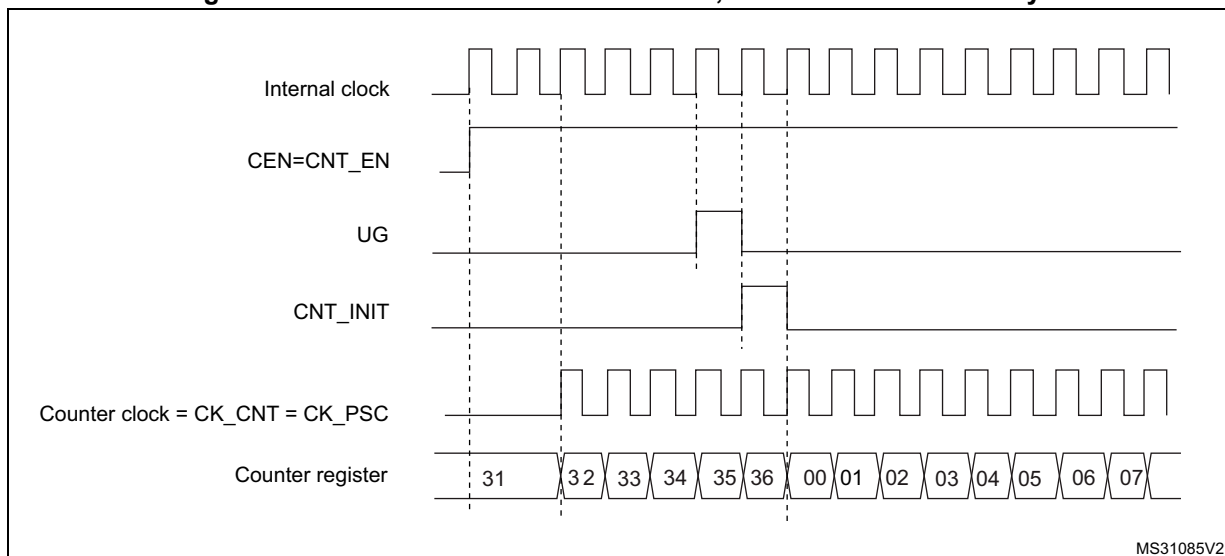 Internal clock
CEN=CNT_EN
UG
CNT_INIT
Counter clock = CK_CNT = CK_PSC
Counter register 31 32 33 34 35 36 00 01 02 03 04 05 06 07
MS31085V2